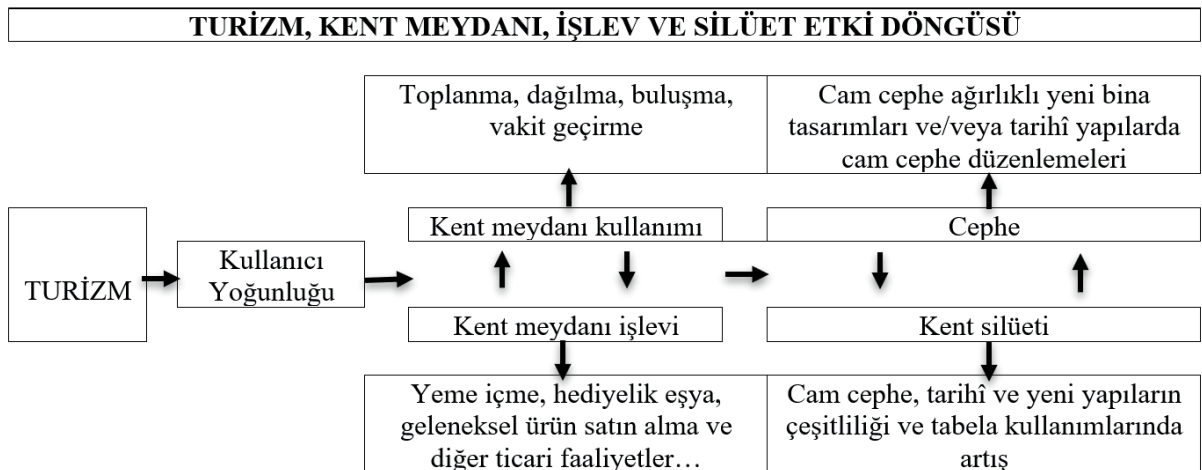 TURİZM, KENT MEYDANI, İŞLEV VE SİLÜET ETKİ DÖNGÜSÜ
Toplanma, dağılma, buluşma,
vakit geçirme
Cam cephe ağırlıklı yeni bina
tasarımları ve/veya tarihî yapılarda
cam cephe düzenlemeleri
TURİZM
Kullanıcı
Yoğunluğu
Kent meydanı kullanımı
Cephe
Kent meydanı işlevi
Kent silüeti
Yeme içme, hediyelik eşya,
geleneksel ürün satın alma ve
diğer ticari faaliyetler…
Cam cephe, tarihî ve yeni yapıların
çeşitliliği ve tabela kullanımlarında
artış